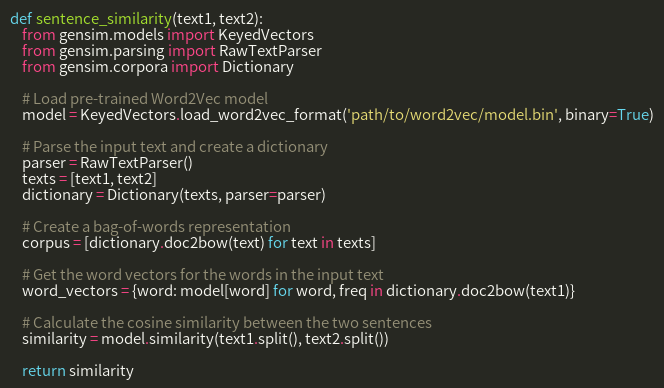 def sentence_similarity(text1, text2):
    from gensim.models import KeyedVectors
    from gensim.parsing import RawTextParser
    from gensim.corpora import Dictionary

    # Load pre-trained Word2Vec model
    model = KeyedVectors.load_word2vec_format('path/to/word2vec/model.bin', binary=True)

    # Parse the input text and create a dictionary
    parser = RawTextParser()
    texts = [text1, text2]
    dictionary = Dictionary(texts, parser=parser)

    # Create a bag-of-words representation
    corpus = [dictionary.doc2bow(text) for text in texts]

    # Get the word vectors for the words in the input text
    word_vectors = {word: model[word] for word, freq in dictionary.doc2bow(text1)}

    # Calculate the cosine similarity between the two sentences
    similarity = model.similarity(text1.split(), text2.split())

    return similarity